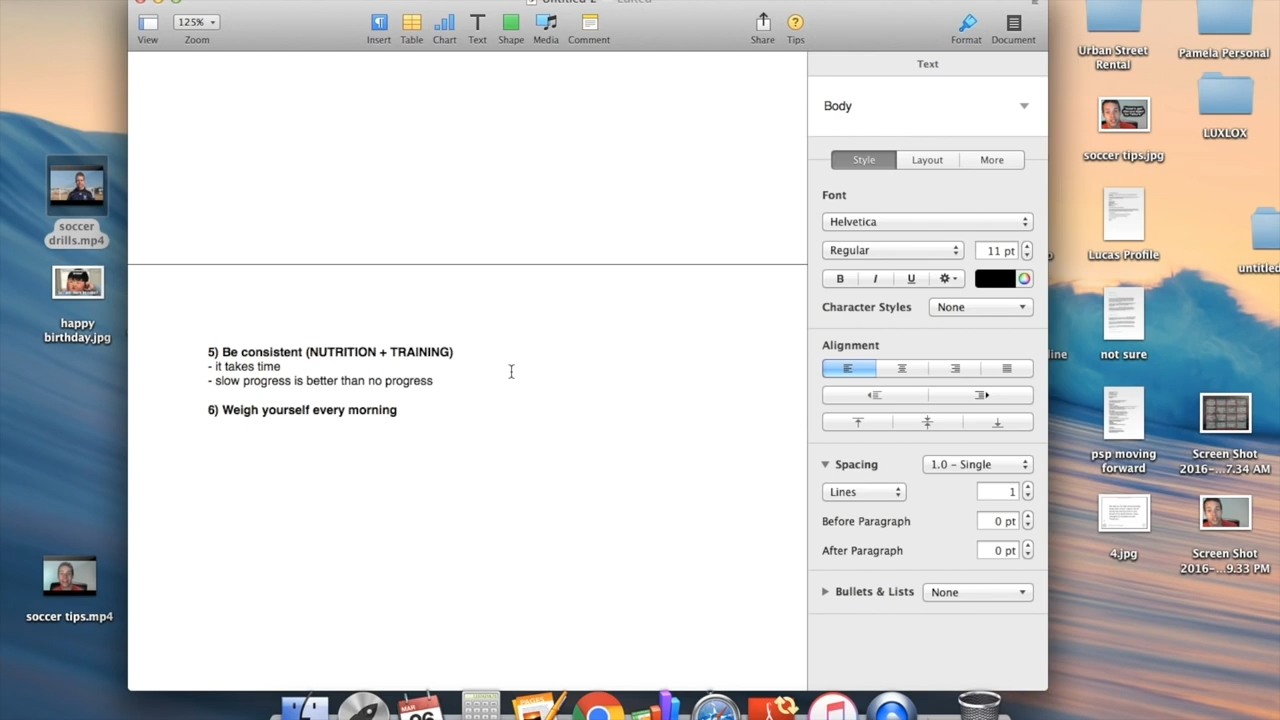 125%
View
Zoom
Insert
Table
Chart
Text
Shape
Media
Comment
Share
Tips
Format
Document
Text
Body
Style
Layout
More
Font
Helvetica
Regular
11 pt
B I U
Character Styles
None
Alignment
Spacing
1.0 – Single
Lines
1
Before Paragraph
0 pt
After Paragraph
0 pt
Bullets & Lists
None
5) Be consistent (NUTRITION + TRAINING)
- it takes time
- slow progress is better than no progress
6) Weigh yourself every morning
soccer
drills.mp4
happy
birthday.jpg
soccer tips.mp4
Urban Street
Rental
Pamela Personal
soccer tips.jpg
LUXLOX
Lucas Profile
untitled
not sure
psp moving
forward
Screen Shot
2016-...7.34 AM
4.jpg
Screen Shot
2016-...9.33 PM
MAR
26